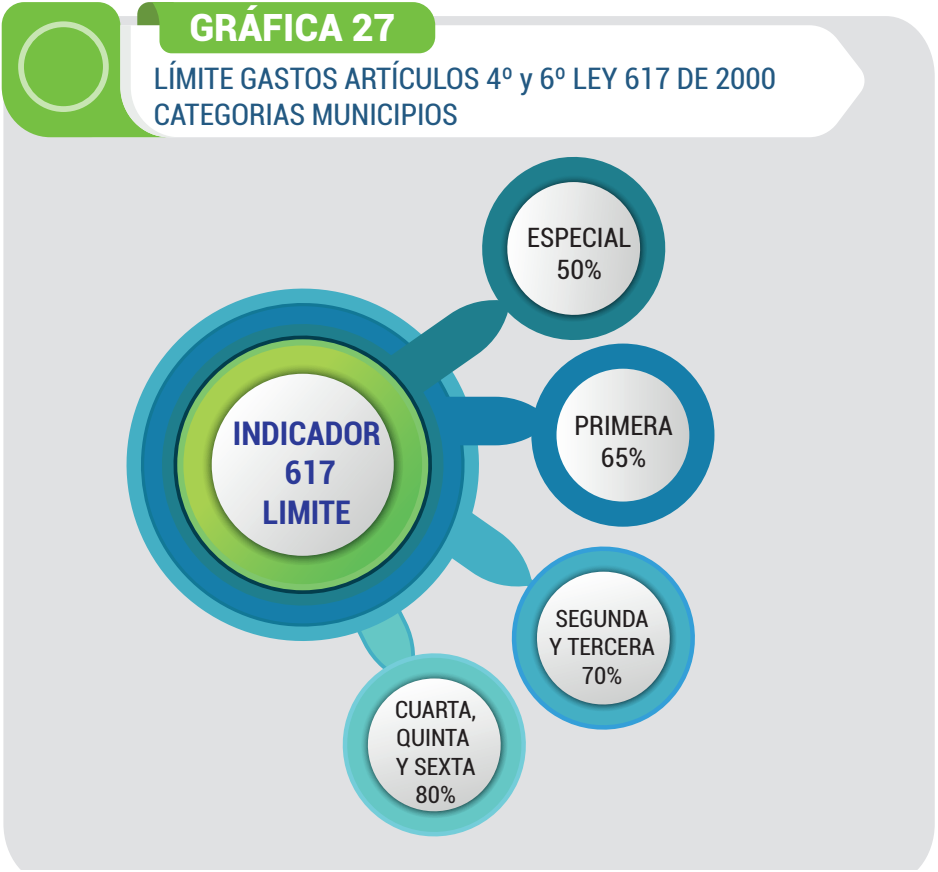 GRÁFICA 27
LÍMITE GASTOS ARTÍCULOS 4º y 6º LEY 617 DE 2000
CATEGORIAS MUNICIPIOS
ESPECIAL
50%
INDICADOR
617
LIMITE
PRIMERA
65%
SEGUNDA
Y TERCERA
70%
CUARTA,
QUINTA
Y SEXTA
80%